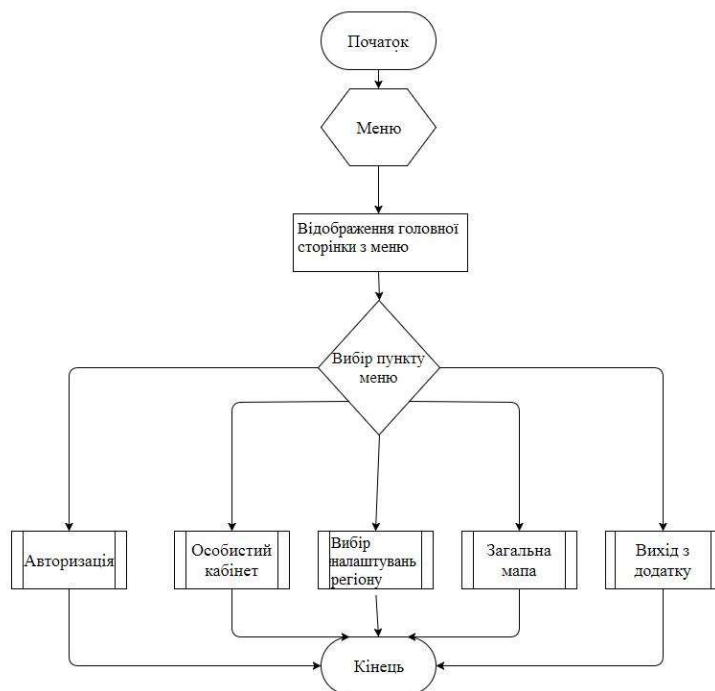 Початок
Меню
Відображення головної
сторінки з меню
Вибір пункту
меню
Авторизація
Особистий
кабінет
Вибір
налаштувань
регіону
Загальна
мапа
Вихід з
додатку
Кінець